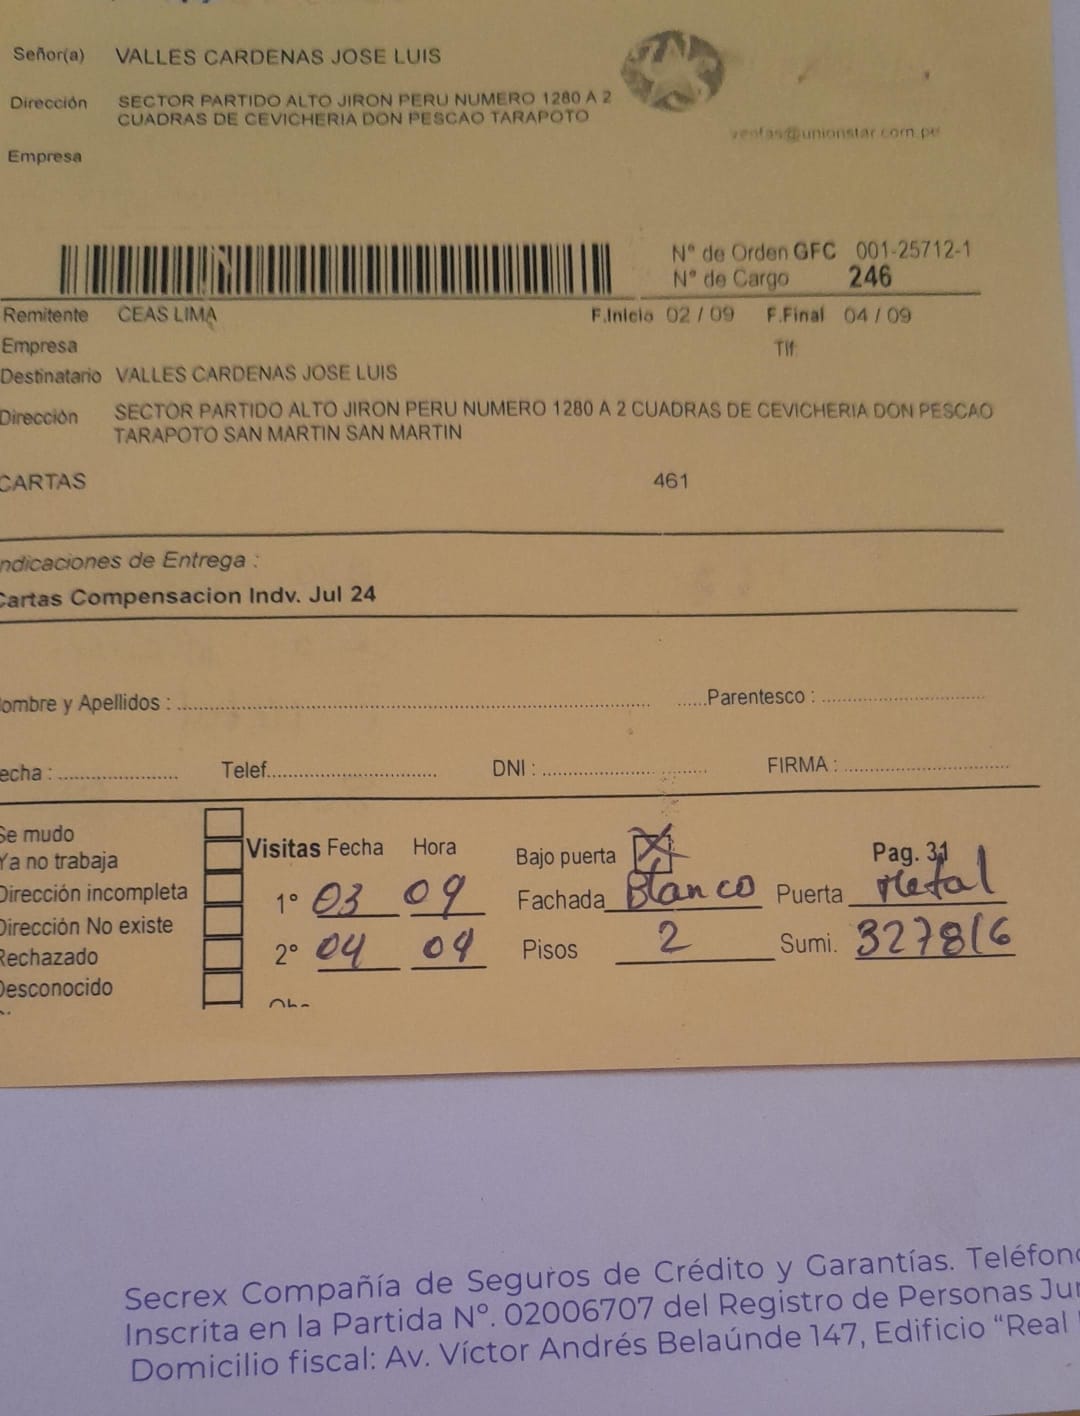 Señor(a) VALLES CARDENAS JOSE LUIS
Dirección SECTOR PARTIDO ALTO JIRON PERU NUMERO 1280 A 2
CUADRAS DE CEVICHERIA DON PESCAO TARAPOTO
ventas@unionstar.com.pe
Empresa
N° de Orden GFC 001-25712-1
N° de Cargo 246
Remitente CEAS LIMA F.Inicio 02 / 09 F.Final 04 / 09
Empresa Tlf:
Destinatario VALLES CARDENAS JOSE LUIS
Dirección SECTOR PARTIDO ALTO JIRON PERU NUMERO 1280 A 2 CUADRAS DE CEVICHERIA DON PESCAO
TARAPOTO SAN MARTIN SAN MARTIN
CARTAS 461
ndicaciones de Entrega :
Cartas Compensacion Indv. Jul 24
ombre y Apellidos : Parentesco :
echa : Telef. DNI : FIRMA :
Se mudo
Ya no trabaja
Dirección incompleta
Dirección No existe
Rechazado
Desconocido
Visitas Fecha Hora
1° 03 09
2° 04 09
Bajo puerta X Pag. 31
Fachada Blanco Puerta Metal
Pisos 2 Sumi. 327816
Secrex Compañía de Seguros de Crédito y Garantías. Teléfono
Inscrita en la Partida N°. 02006707 del Registro de Personas Jur
Domicilio fiscal: Av. Víctor Andrés Belaúnde 147, Edificio "Real